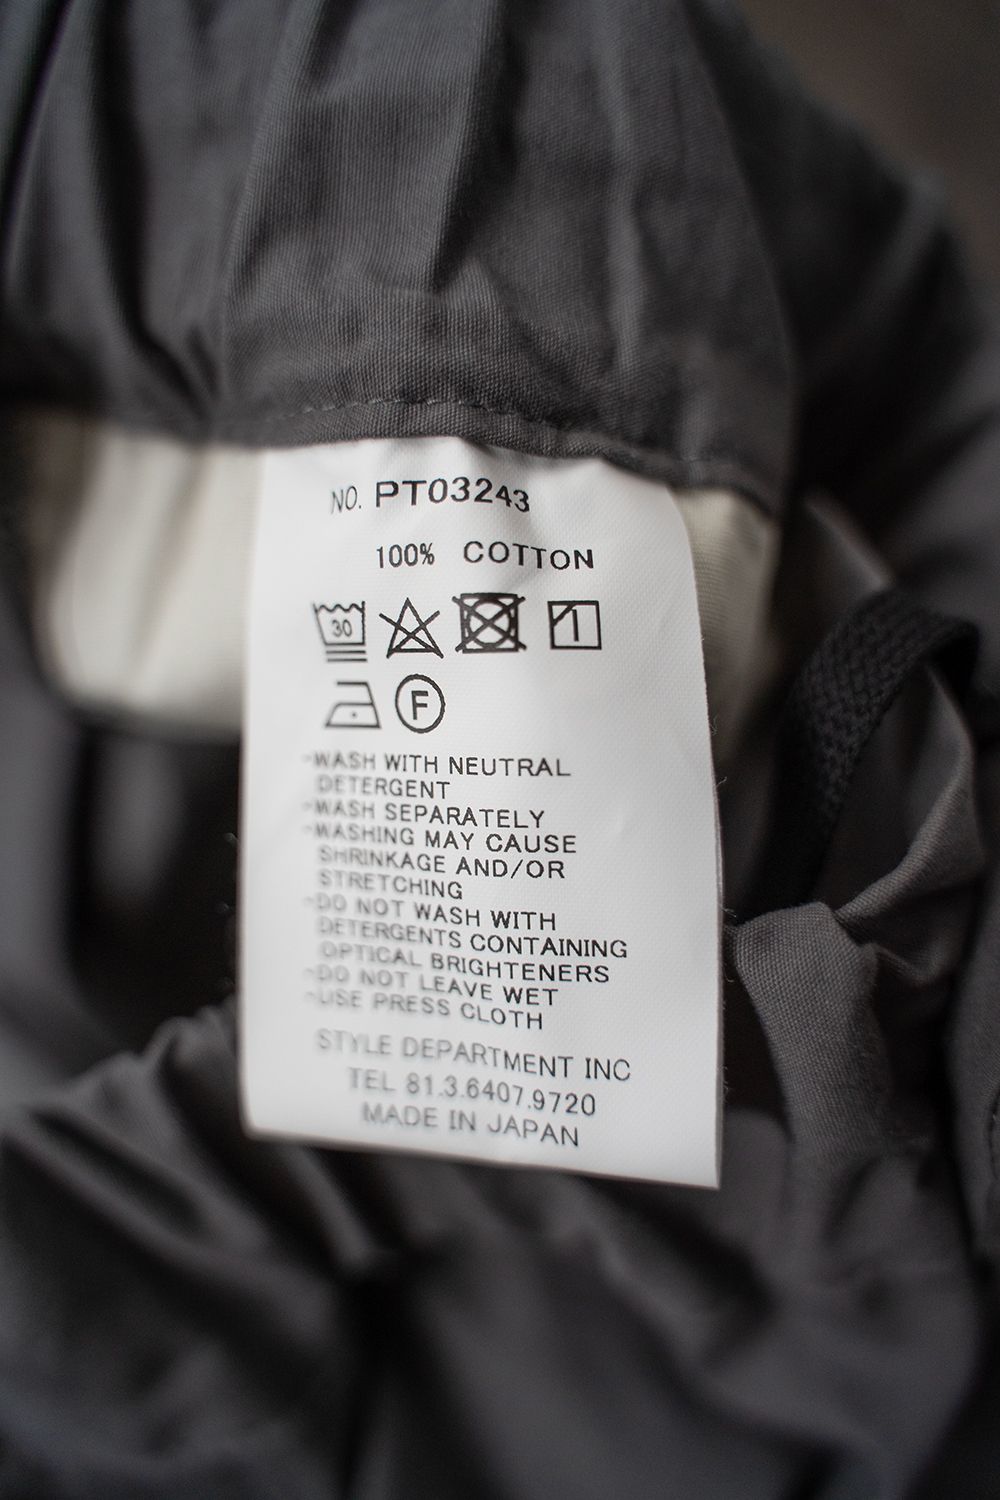 NO. PT03243
100% COTTON
30
F
-WASH WITH NEUTRAL
DETERGENT
-WASH SEPARATELY
-WASHING MAY CAUSE
SHRINKAGE AND/OR
STRETCHING
-DO NOT WASH WITH
DETERGENTS CONTAINING
OPTICAL BRIGHTENERS
-DO NOT LEAVE WET
-USE PRESS CLOTH
STYLE DEPARTMENT INC
TEL 81.3.6407.9720
MADE IN JAPAN